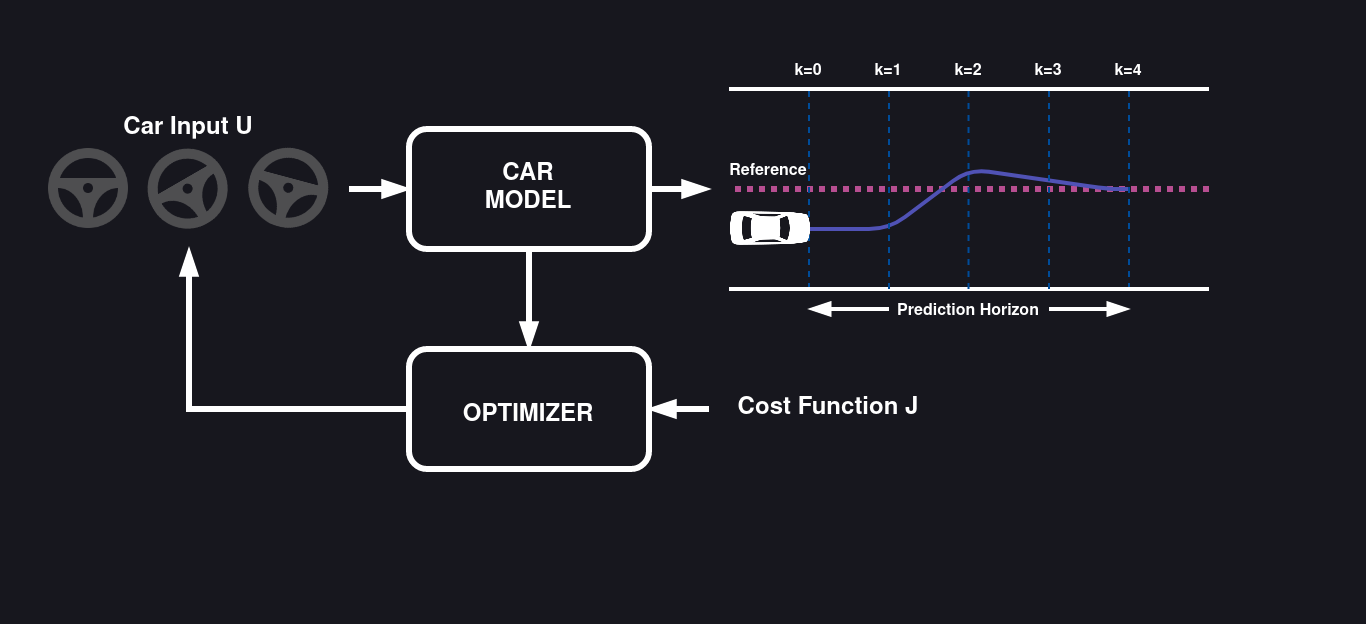 k=0 k=1 k=2 k=3 k=4
Car Input U
CAR
MODEL
Reference
Prediction Horizon
OPTIMIZER
Cost Function J